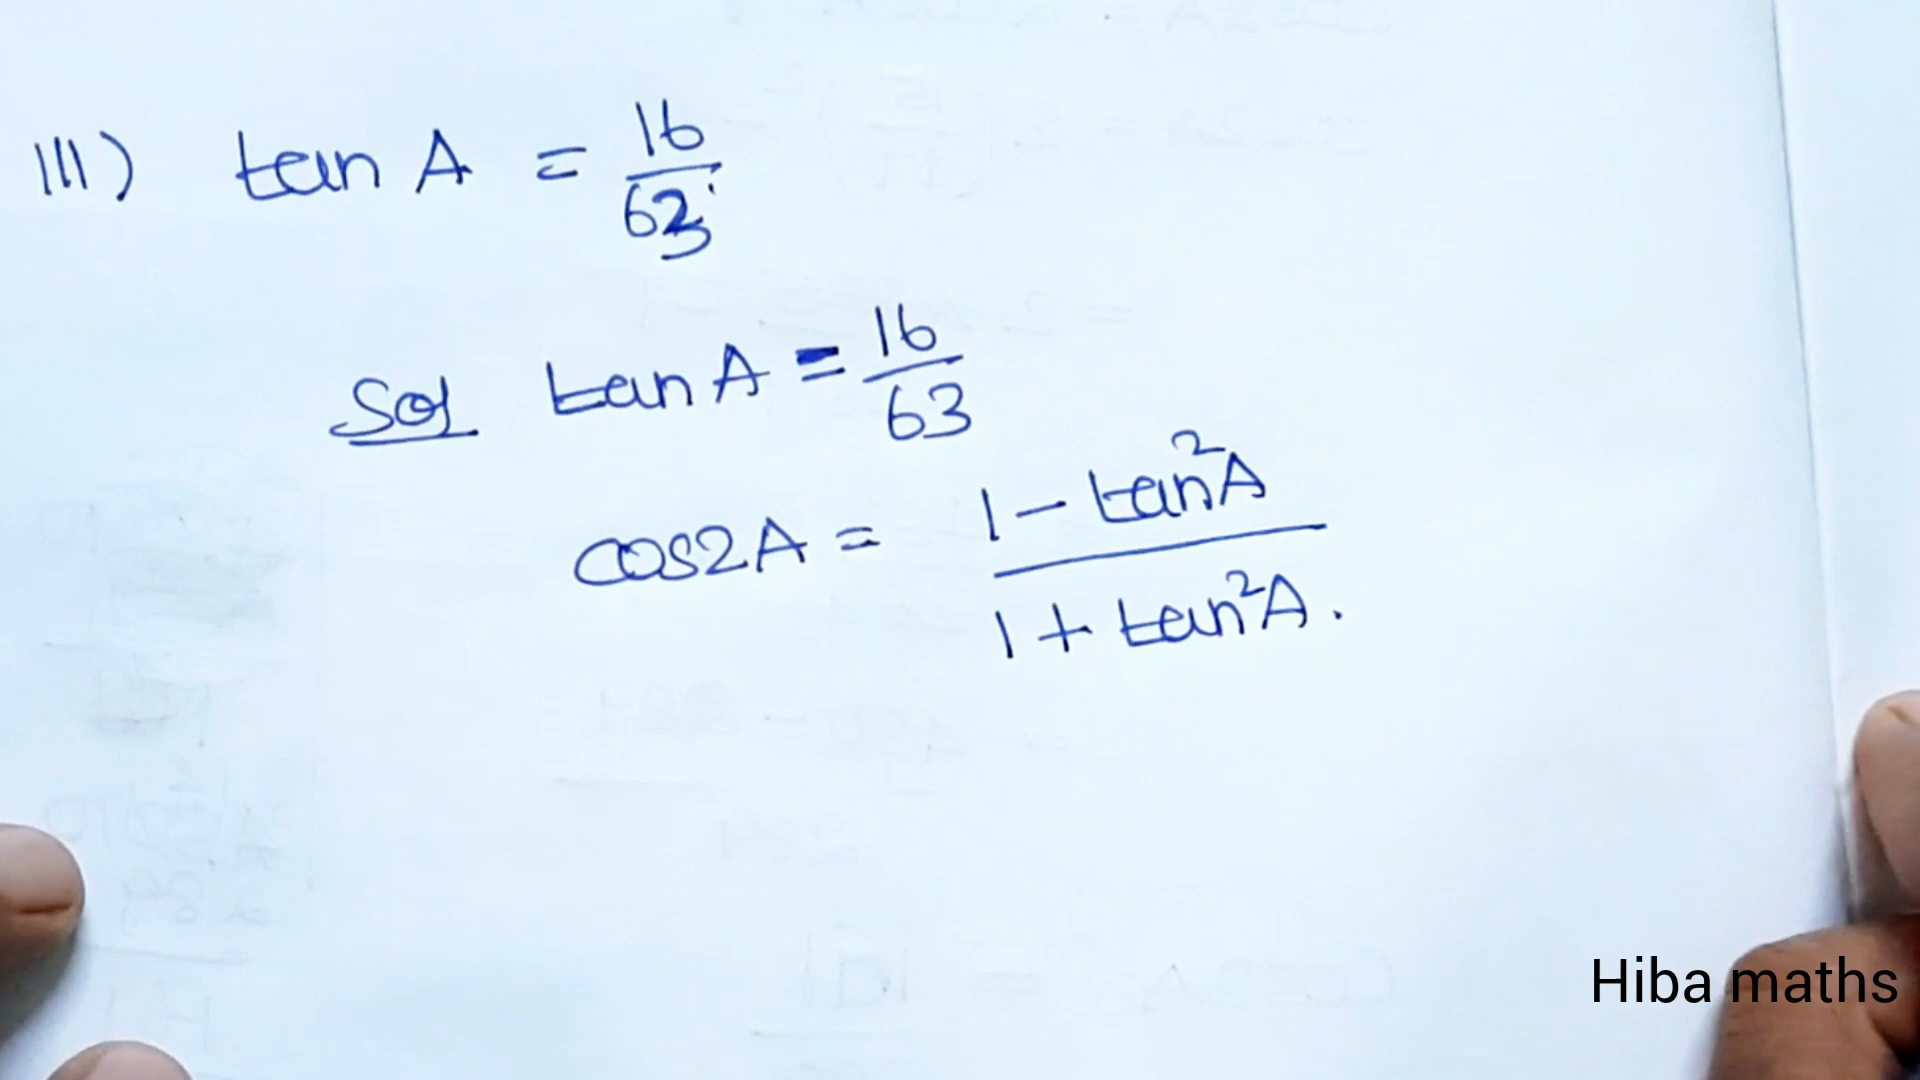 III) tan A = 16/63
Sol tan A = 16/63
cos2A = 1 - tan²A / 1 + tan²A.
Hiba maths